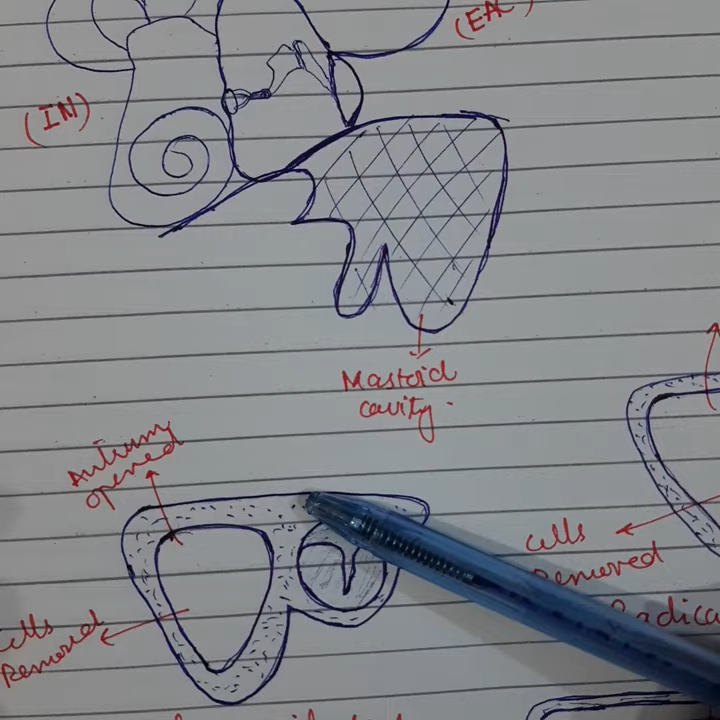 (EAC)
(IN)
Mastoid
cavity.
Antrum
opened
cells
Removed
cells
Removed
Radica